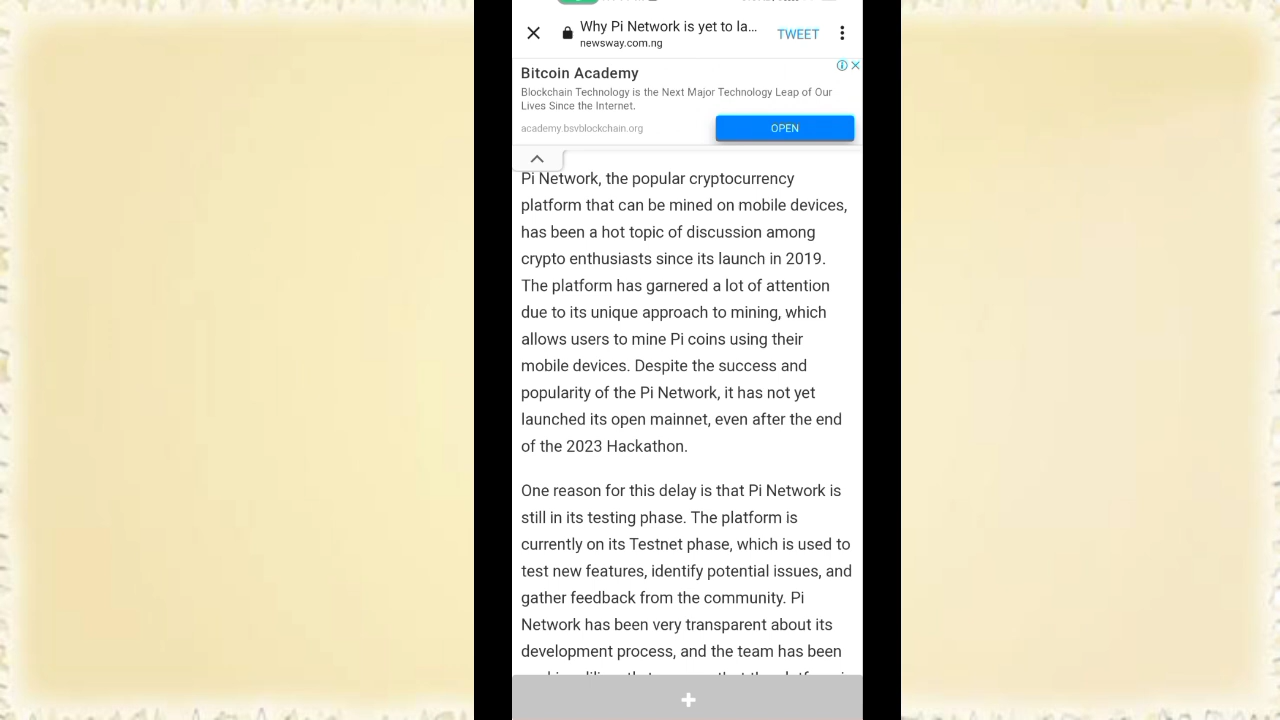 Why Pi Network is yet to la...
TWEET
newsway.com.ng
Bitcoin Academy
Blockchain Technology is the Next Major Technology Leap of Our
Lives Since the Internet.
academy.bsvblockchain.org
OPEN
Pi Network, the popular cryptocurrency
platform that can be mined on mobile devices,
has been a hot topic of discussion among
crypto enthusiasts since its launch in 2019.
The platform has garnered a lot of attention
due to its unique approach to mining, which
allows users to mine Pi coins using their
mobile devices. Despite the success and
popularity of the Pi Network, it has not yet
launched its open mainnet, even after the end
of the 2023 Hackathon.
One reason for this delay is that Pi Network is
still in its testing phase. The platform is
currently on its Testnet phase, which is used to
test new features, identify potential issues, and
gather feedback from the community. Pi
Network has been very transparent about its
development process, and the team has been